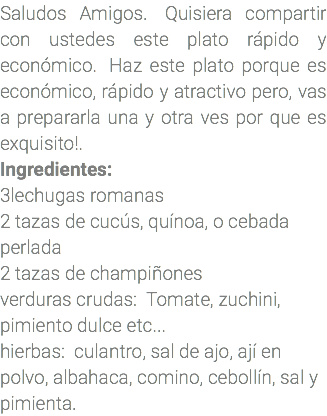 Saludos Amigos. Quisiera compartir
con ustedes este plato rápido y
económico. Haz este plato porque es
económico, rápido y atractivo pero, vas
a prepararla una y otra ves por que es
exquisito!.
Ingredientes:
3lechugas romanas
2 tazas de cucús, quínoa, o cebada
perlada
2 tazas de champiñones
verduras crudas: Tomate, zuchini,
pimiento dulce etc...
hierbas: culantro, sal de ajo, ají en
polvo, albahaca, comino, cebollín, sal y
pimienta.